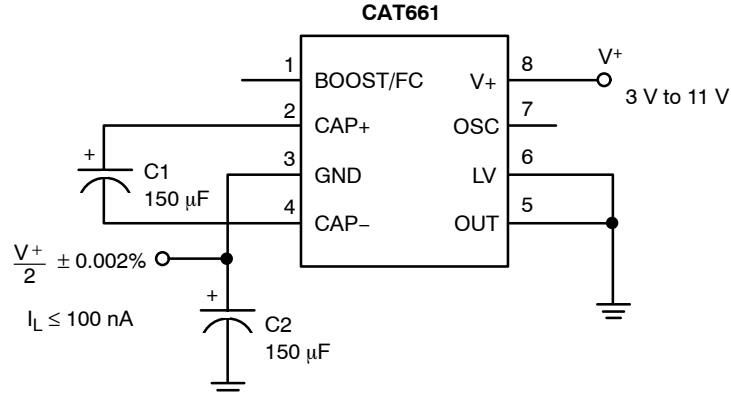 CAT661
1
BOOST/FC
V+
8
V+
3 V to 11 V
2
CAP+
OSC
7
+
C1
150 μF
3
GND
LV
6
4
CAP−
OUT
5
V+
2
± 0.002%
+
IL ≤ 100 nA
C2
150 μF